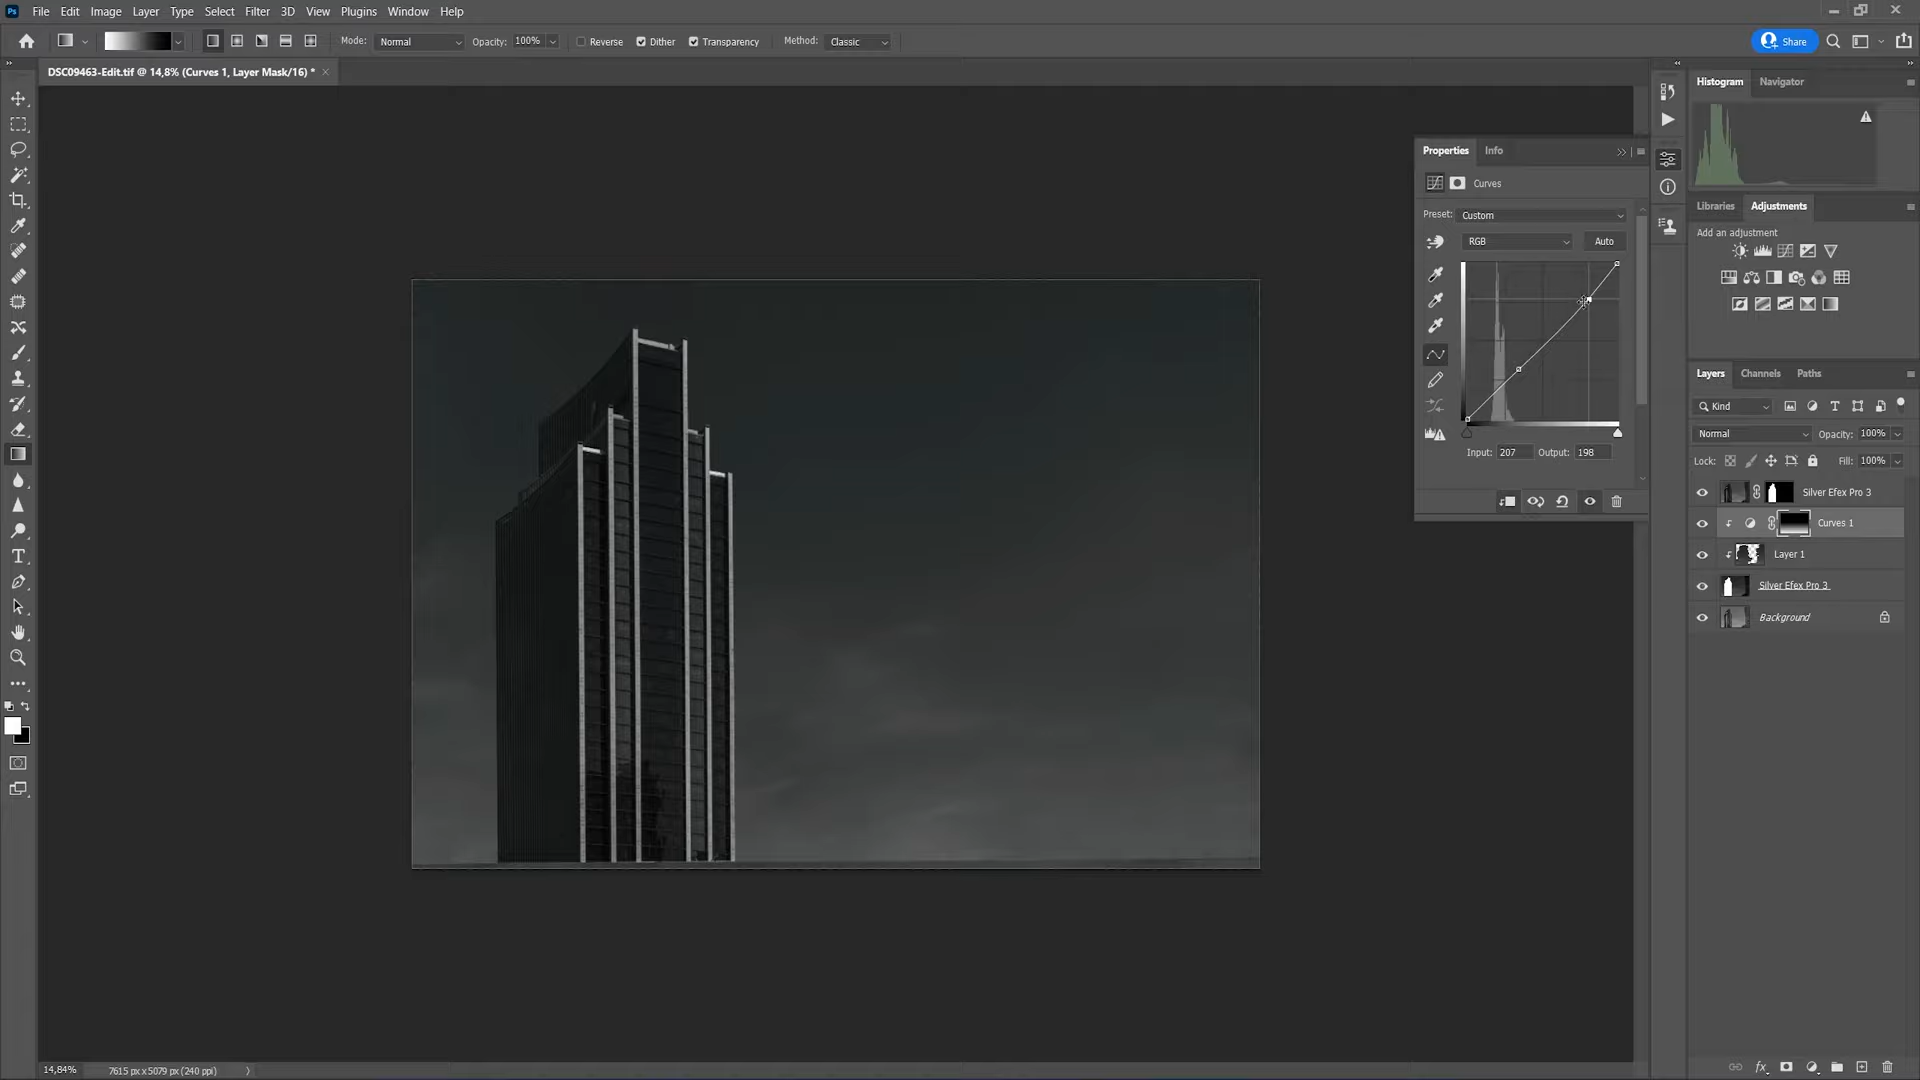 Ps File Edit Image Layer Type Select Filter 3D View Plugins Window Help
Mode: Normal Opacity: 100% Reverse Dither Transparency Method: Classic Share
DSC09463-Edit.tif @ 14,8% (Curves 1, Layer Mask/16) * ×
Histogram Navigator
Properties Info
Curves
Preset: Custom
RGB Auto
Input: 207 Output: 198
Libraries Adjustments
Add an adjustment
Layers Channels Paths
Kind
Normal Opacity: 100%
Lock: Fill: 100%
Silver Efex Pro 3
Curves 1
Layer 1
Silver Efex Pro 3
Background
14,84% 7615 px x 5079 px (240 ppi)